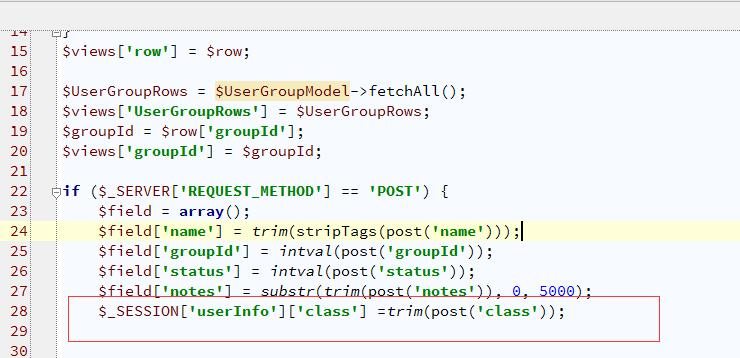 14 }
15 $views['row'] = $row;
16
17 $UserGroupRows = $UserGroupModel->fetchAll();
18 $views['UserGroupRows'] = $UserGroupRows;
19 $groupId = $row['groupId'];
20 $views['groupId'] = $groupId;
21
22 if ($_SERVER['REQUEST_METHOD'] == 'POST') {
23 $field = array();
24 $field['name'] = trim(stripTags(post('name')));
25 $field['groupId'] = intval(post('groupId'));
26 $field['status'] = intval(post('status'));
27 $field['notes'] = substr(trim(post('notes')), 0, 5000);
28 $_SESSION['userInfo']['class'] =trim(post('class'));
29
30